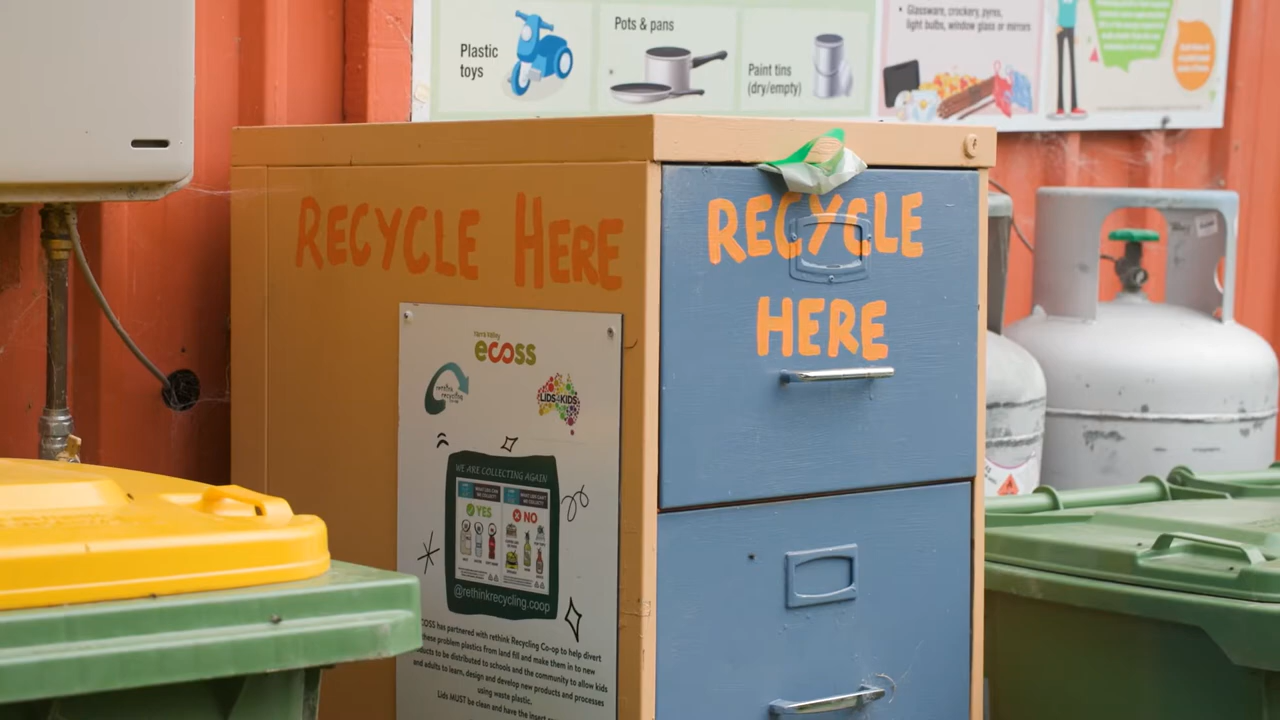 Plastic
toys
Pots & pans
Paint tins
(dry/empty)
• Glassware, crockery, pyrex,
light bulbs, window glass or mirrors
RECYCLE HERE
RECYCLE
HERE
yarra valley
ecoss
rethink
recycling
LIDS4KIDS
WE ARE COLLECTING AGAIN
YES
NO
@rethinkrecycling.coop
ECOSS has partnered with rethink Recycling Co-op to help divert
these problem plastics from land fill and make them in to new
products to be distributed to schools and the community to allow kids
and adults to learn, design and develop new products and processes
using waste plastic.
Lids MUST be clean and have the insert